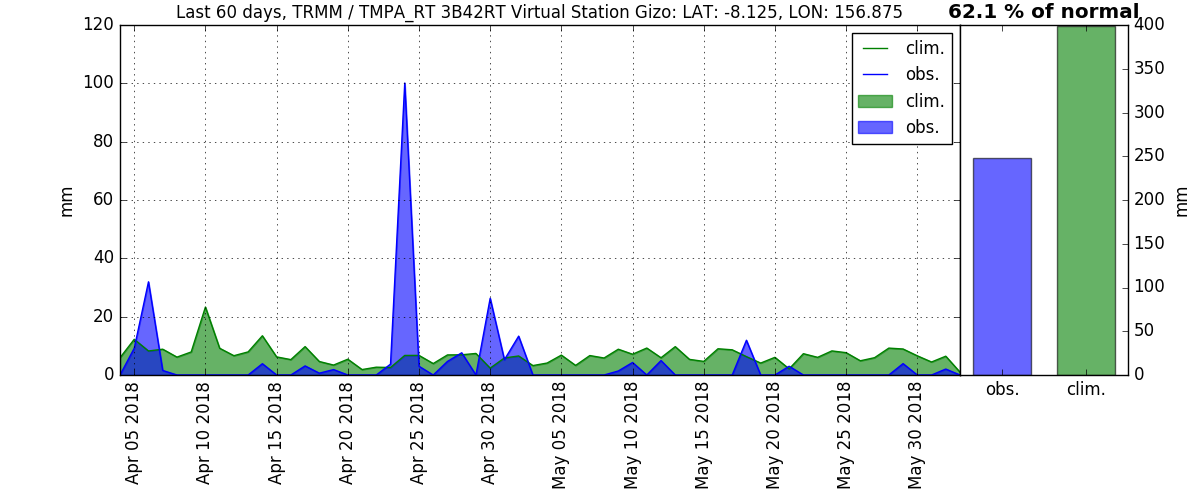 Last 60 days, TRMM / TMPA_RT 3B42RT Virtual Station Gizo: LAT: -8.125, LON: 156.875
62.1 % of normal
120
100
80
60
40
20
0
mm
clim.
obs.
clim.
obs.
400
350
300
250
200
150
100
50
0
mm
Apr 05 2018
Apr 10 2018
Apr 15 2018
Apr 20 2018
Apr 25 2018
Apr 30 2018
May 05 2018
May 10 2018
May 15 2018
May 20 2018
May 25 2018
May 30 2018
obs.
clim.